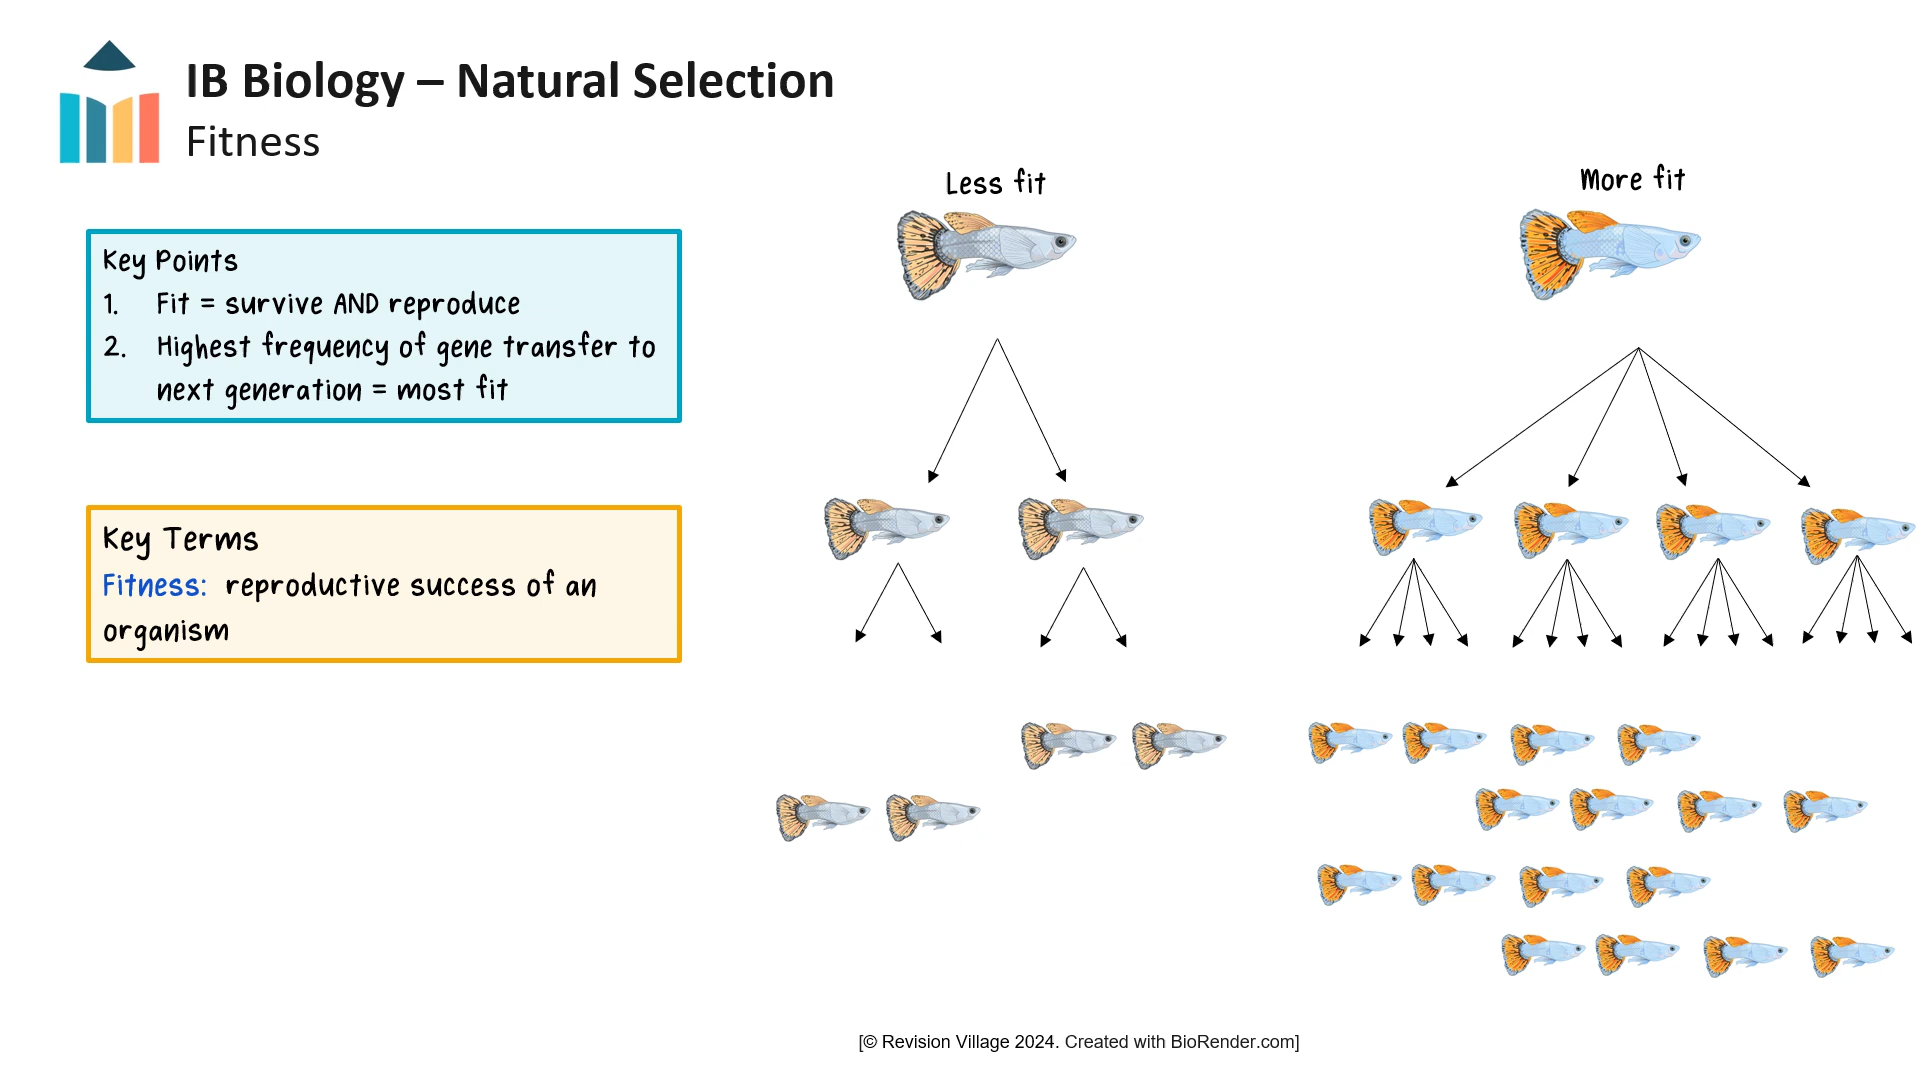 IB Biology – Natural Selection
Fitness
Less fit
More fit
Key Points
1. Fit = survive AND reproduce
2. Highest frequency of gene transfer to
next generation = most fit
Key Terms
Fitness: reproductive success of an
organism
[© Revision Village 2024. Created with BioRender.com]